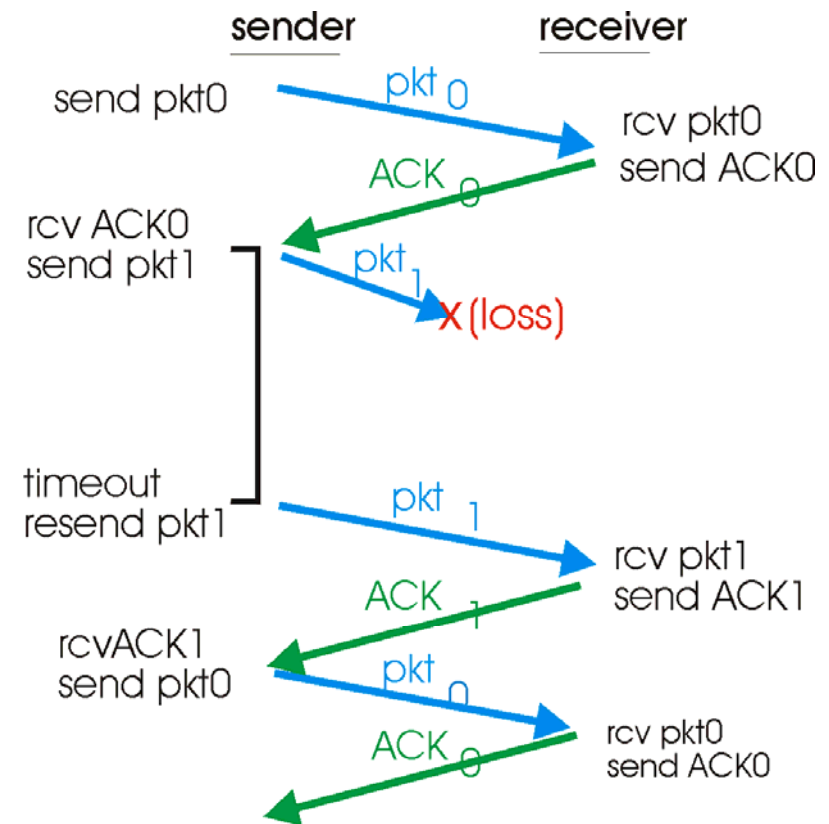 sender
receiver
send pkt0
pkt 0
rcv pkt0
send ACK0
ACK 0
rcv ACK0
send pkt1
pkt 1
X (loss)
timeout
resend pkt1
pkt 1
rcv pkt1
send ACK1
ACK 1
rcvACK1
send pkt0
pkt 0
rcv pkt0
send ACK0
ACK 0